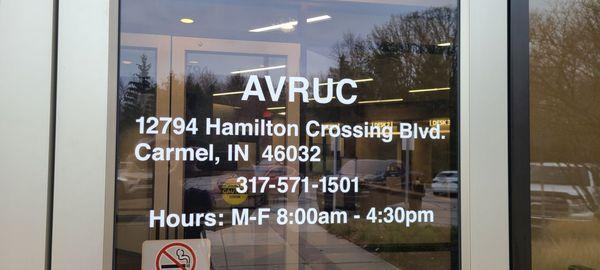 AVRUC
12794 Hamilton Crossing Blvd.
Carmel, IN 46032
317-571-1501
Hours: M-F 8:00am - 4:30pm